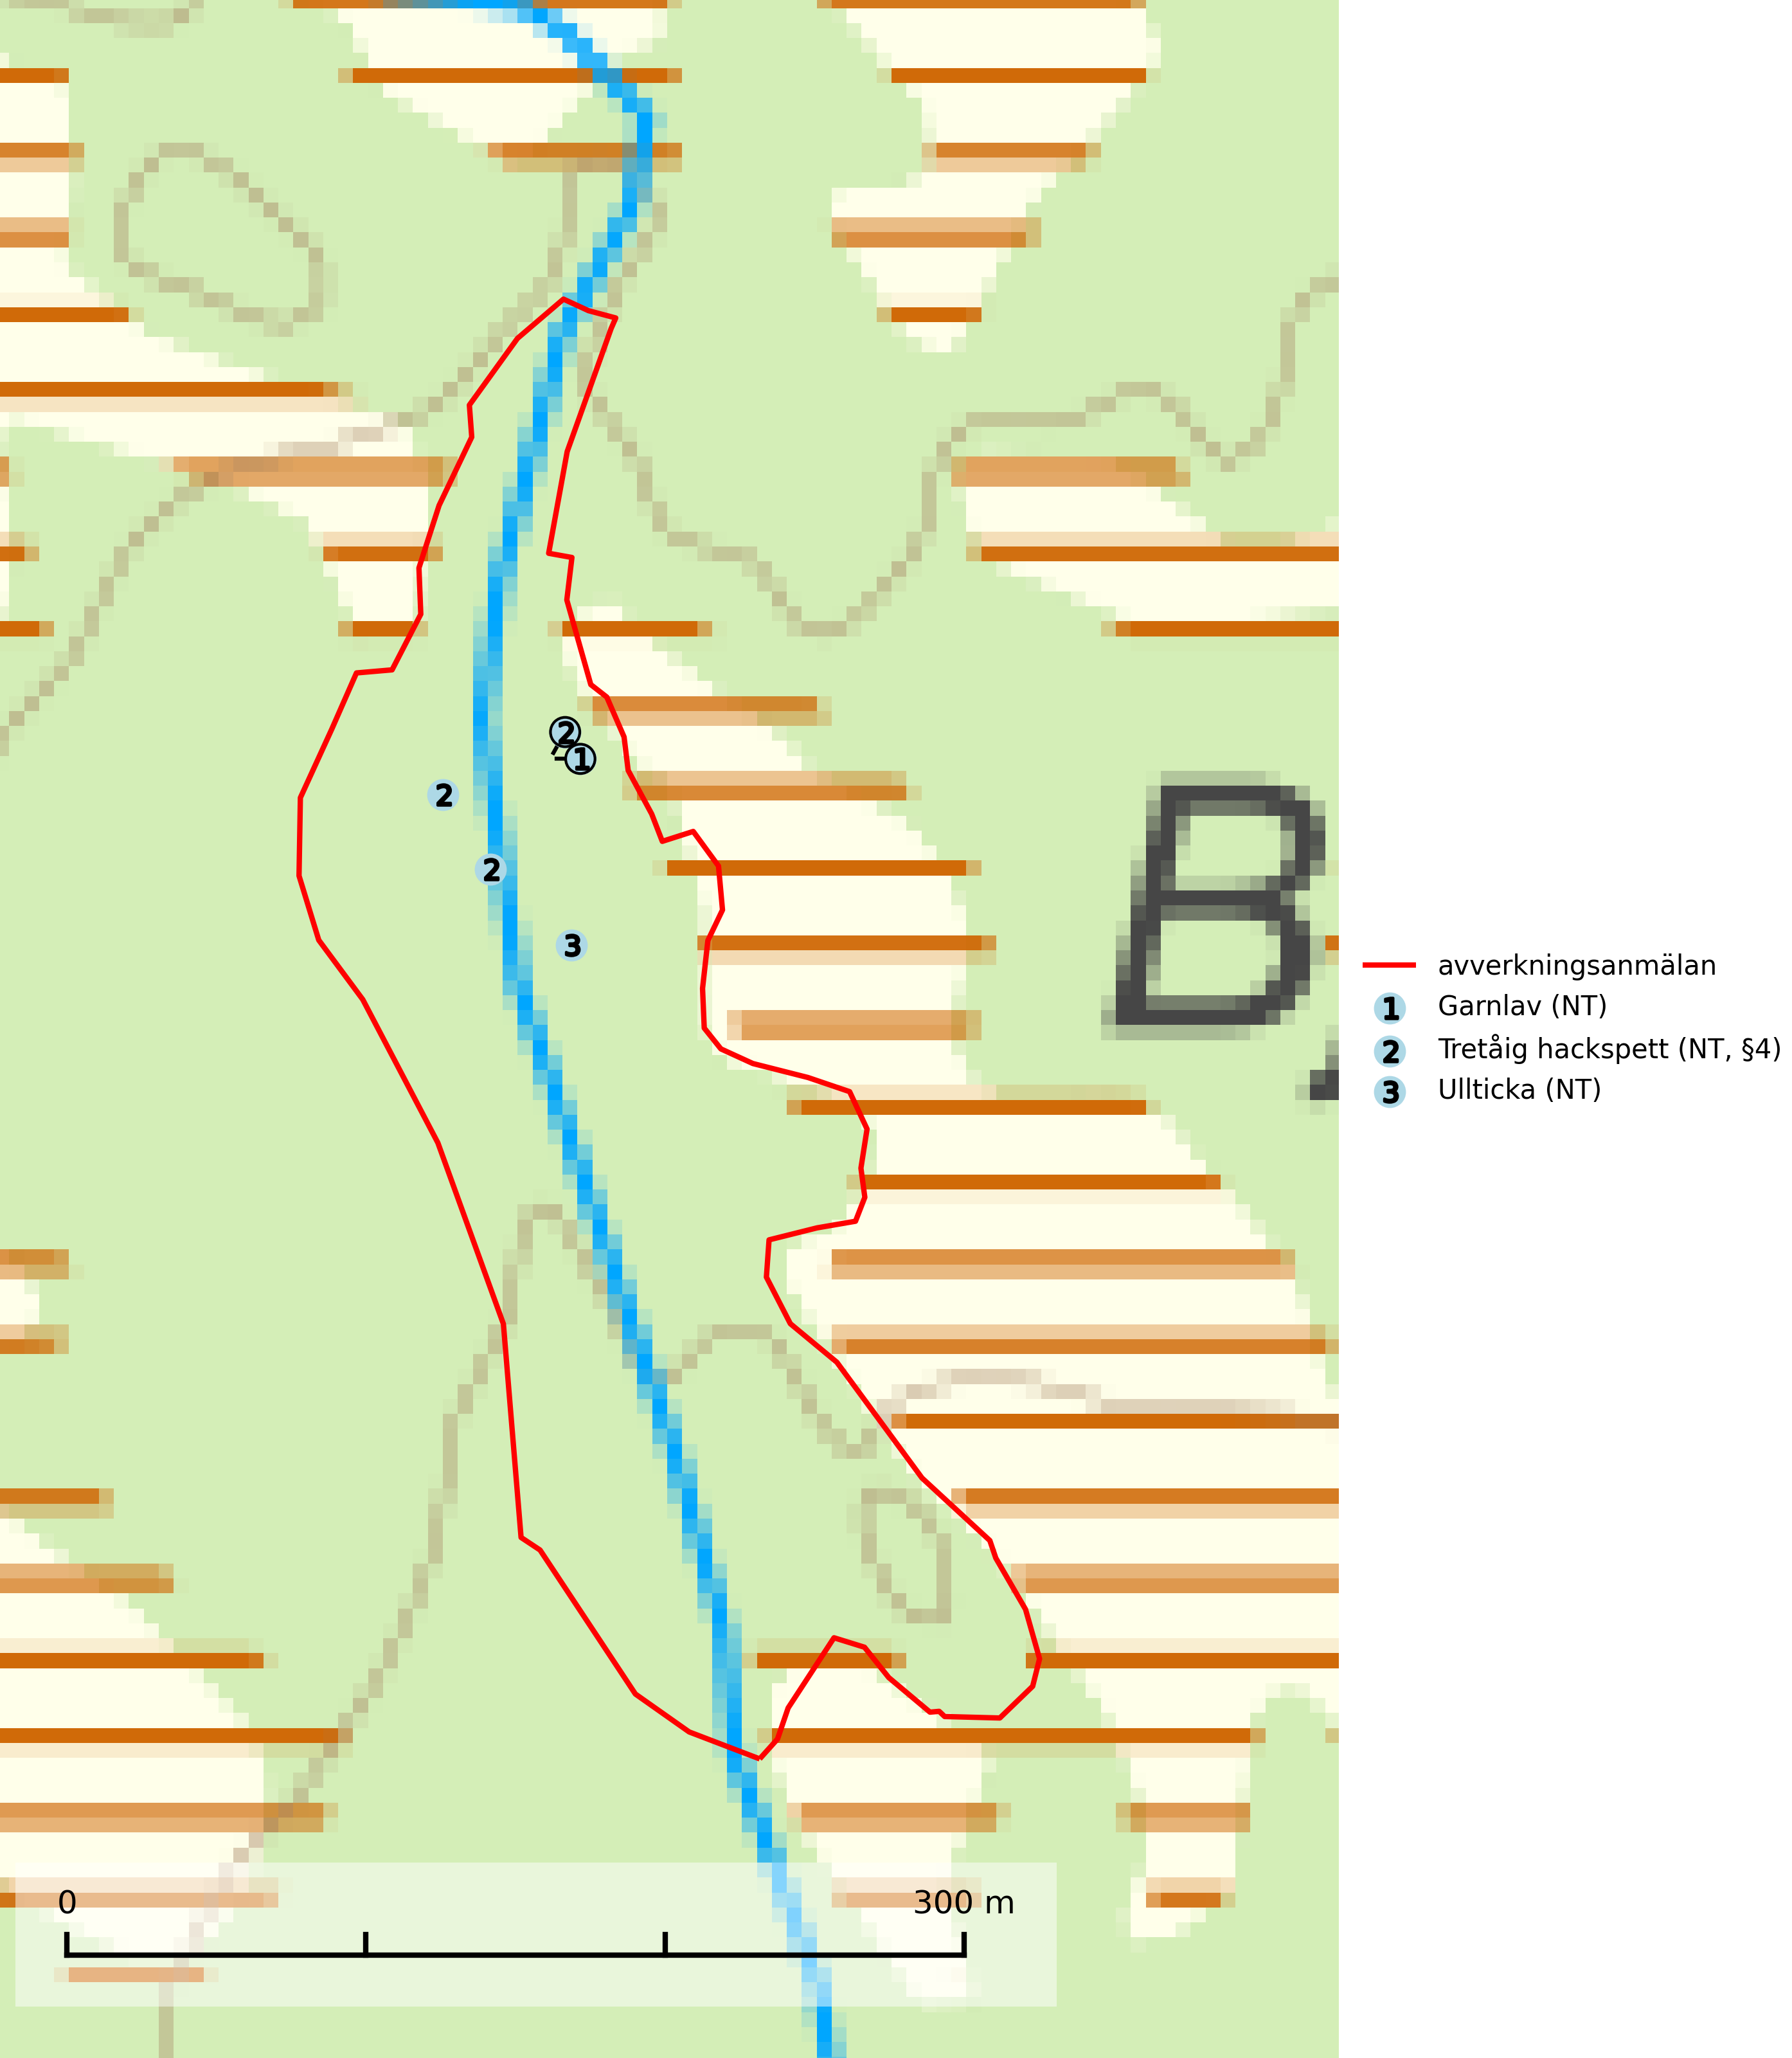 2
1
2
2
3
B
avverkningsanmälan
1 Garnlav (NT)
2 Tretåig hackspett (NT, §4)
3 Ullticka (NT)
0 300 m